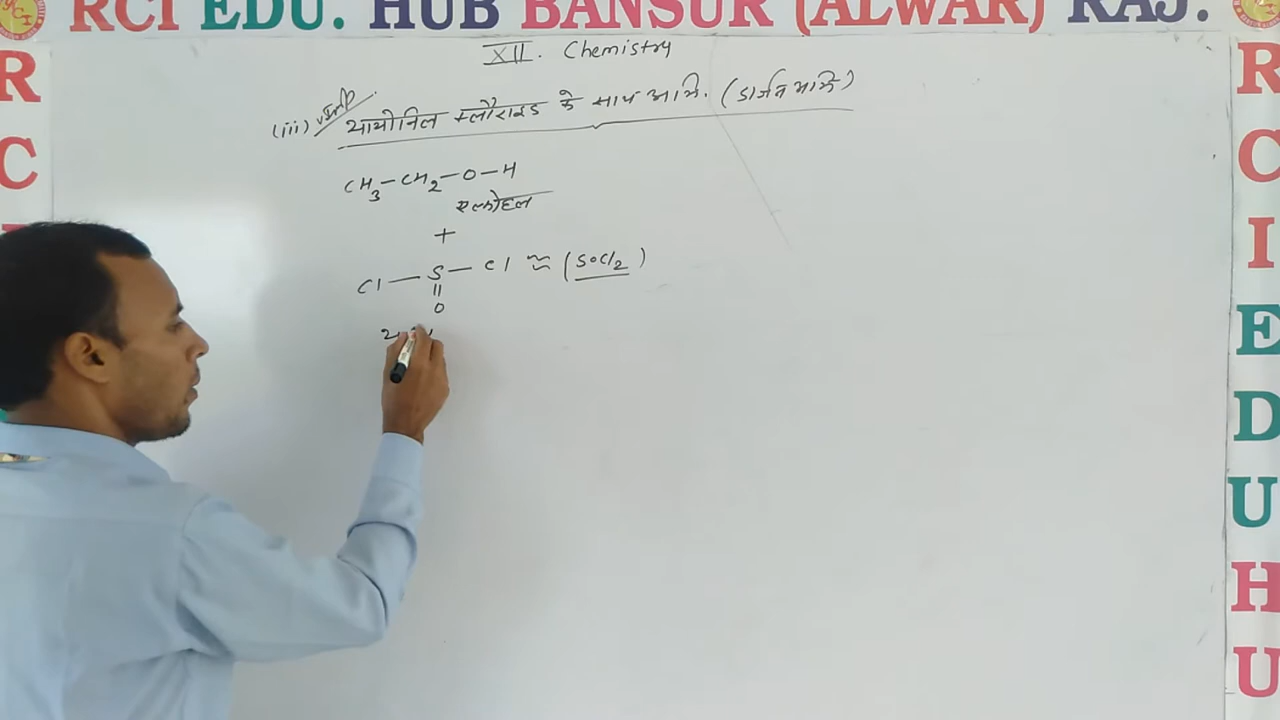 RCI EDU. HUB BANSUR (ALWAR) RAJ.
XII. Chemistry
(iii) Imp थायोनिल क्लोराइड के साथ अभि. (डार्जन अभि)
CH3-CH2-O-H
एल्कोहल
+
Cl-S-Cl ≈ (SOCl2)
||
O
R
C
R
C
I
E
D
U
H
U